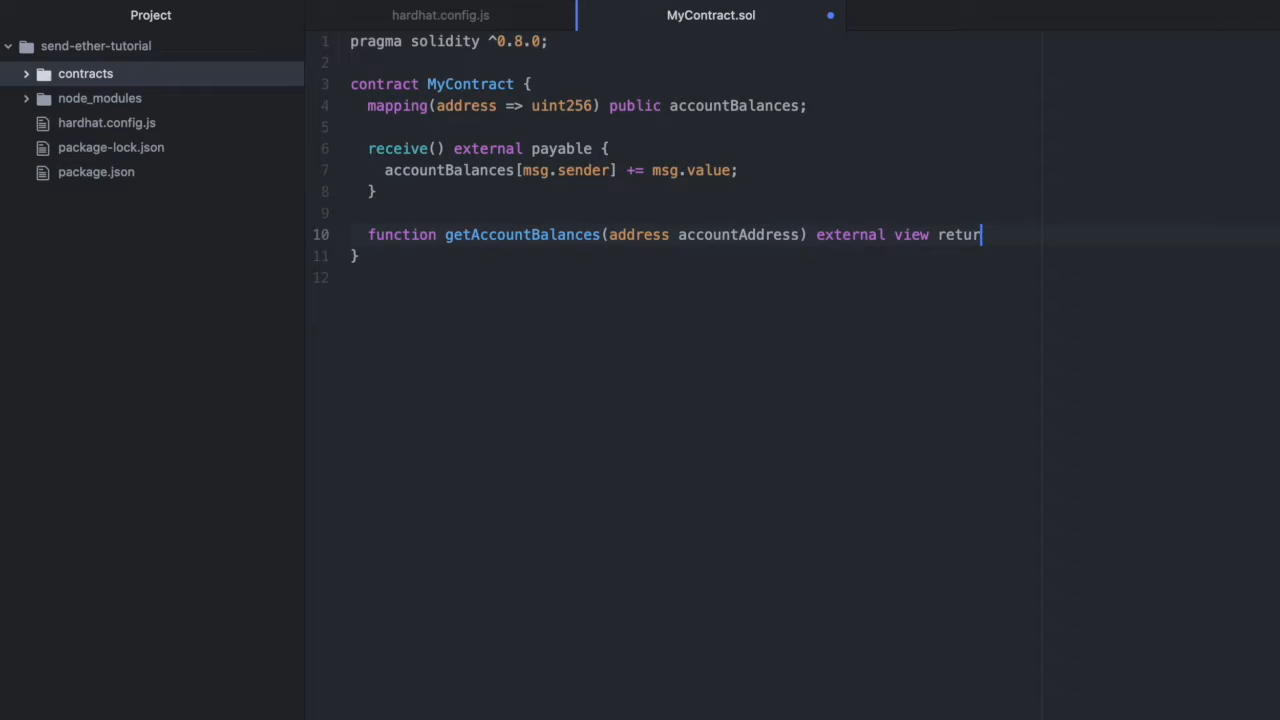 Project
hardhat.config.js
MyContract.sol
send-ether-tutorial
contracts
node_modules
hardhat.config.js
package-lock.json
package.json
1 pragma solidity ^0.8.0;
2
3 contract MyContract {
4 mapping(address => uint256) public accountBalances;
5
6 receive() external payable {
7 accountBalances[msg.sender] += msg.value;
8 }
9
10 function getAccountBalances(address accountAddress) external view retur
11 }
12